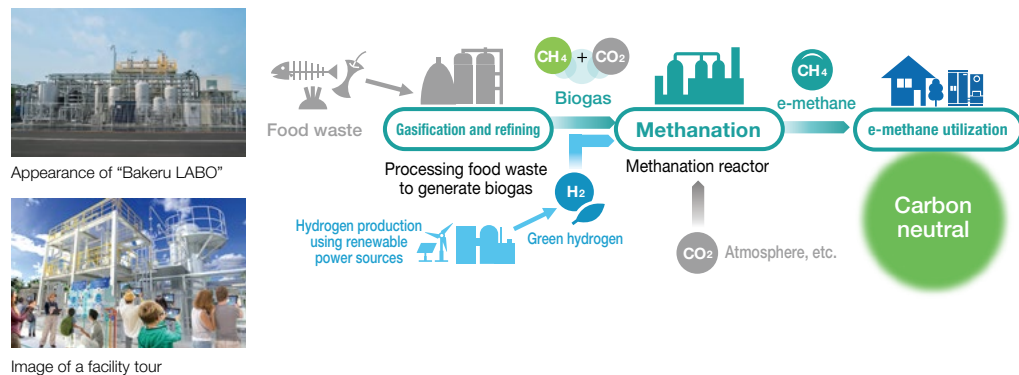 Appearance of “Bakeru LABO”
Image of a facility tour
Food waste
Gasification and refining
Processing food waste
to generate biogas
CH4 + CO2
Biogas
Hydrogen production
using renewable
power sources
H2
Green hydrogen
Methanation
Methanation reactor
CO2
Atmosphere, etc.
CH4
e-methane
e-methane utilization
Carbon
neutral